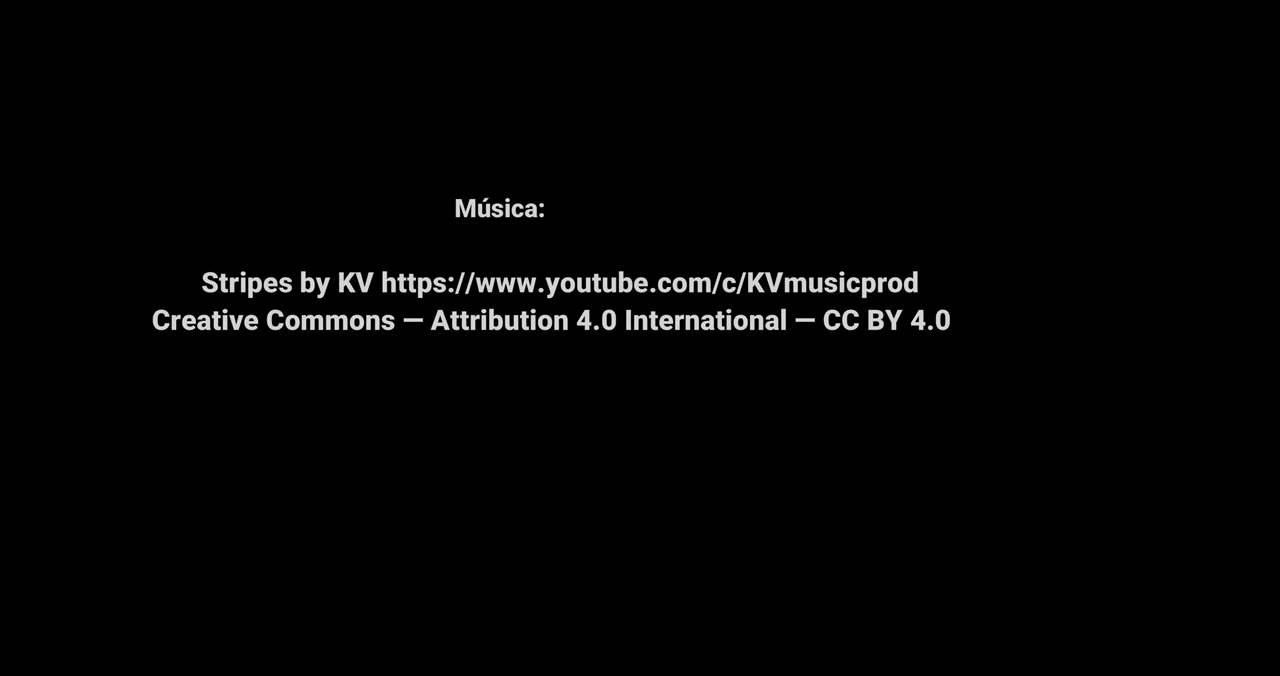 Música:
Stripes by KV https://www.youtube.com/c/KVmusicprod
Creative Commons — Attribution 4.0 International — CC BY 4.0